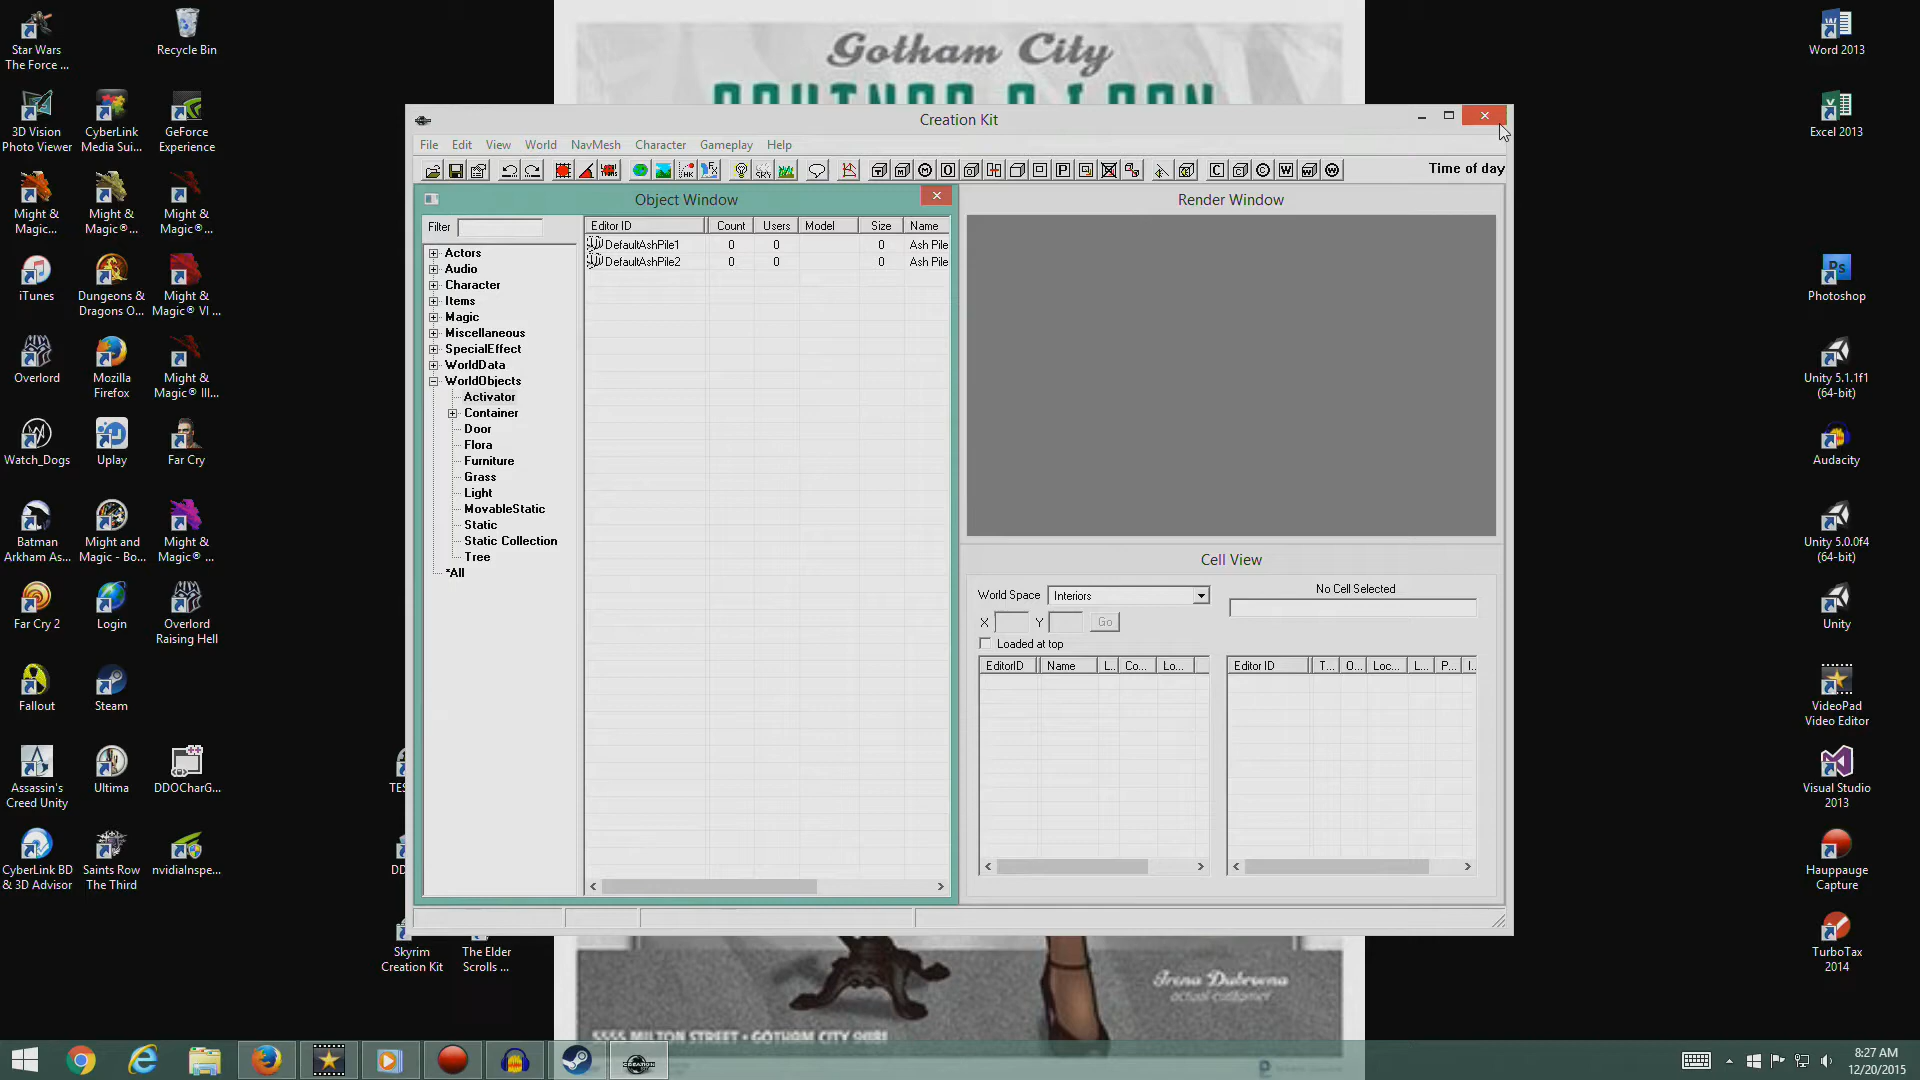 Star Wars
The Force ...
Recycle Bin
3D Vision
Photo Viewer
CyberLink
Media Sui...
GeForce
Experience
Might &
Magic...
Might &
Magic®...
Might &
Magic®...
iTunes
Dungeons &
Dragons O...
Might &
Magic® VI ...
Overlord
Mozilla
Firefox
Might &
Magic® III...
Watch_Dogs
Uplay
Far Cry
Batman
Arkham As...
Might and
Magic - Bo...
Might &
Magic® ...
Far Cry 2
Login
Overlord
Raising Hell
Fallout
Steam
Assassin's
Creed Unity
Ultima
DDOCharG...
CyberLink BD
& 3D Advisor
Saints Row
The Third
nvidiaInspe...
Skyrim
Creation Kit
The Elder
Scrolls ...
Gotham City
Creation Kit
File Edit View World NavMesh Character Gameplay Help
Time of day
Object Window
Filter
Actors
Audio
Character
Items
Magic
Miscellaneous
SpecialEffect
WorldData
WorldObjects
Activator
Container
Door
Flora
Furniture
Grass
Light
MovableStatic
Static
Static Collection
Tree
*All
Editor ID Count Users Model Size Name
DefaultAshPile1 0 0 0 Ash Pile
DefaultAshPile2 0 0 0 Ash Pile
Render Window
Cell View
World Space Interiors
No Cell Selected
X Y Go
Loaded at top
EditorID Name L.. Co... Lo...
Editor ID T... O... Loc... L... P... I..
Irena Dubrovna
actual customer
5555 MILTON STREET • GOTHAM CITY
Word 2013
Excel 2013
Photoshop
Ps
Unity 5.1.1f1
(64-bit)
Audacity
Unity 5.0.0f4
(64-bit)
Unity
VideoPad
Video Editor
Visual Studio
2013
Hauppauge
Capture
TurboTax
2014
8:27 AM
12/20/2015